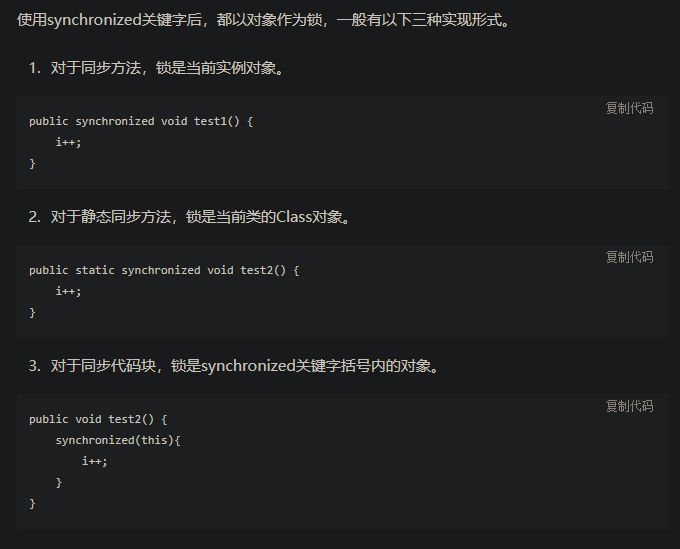 使用synchronized关键字后，都以对象作为锁，一般有以下三种实现形式。
1. 对于同步方法，锁是当前实例对象。
复制代码
public synchronized void test1() {
    i++;
}
2. 对于静态同步方法，锁是当前类的Class对象。
复制代码
public static synchronized void test2() {
    i++;
}
3. 对于同步代码块，锁是synchronized关键字括号内的对象。
复制代码
public void test2() {
    synchronized(this){
        i++;
    }
}